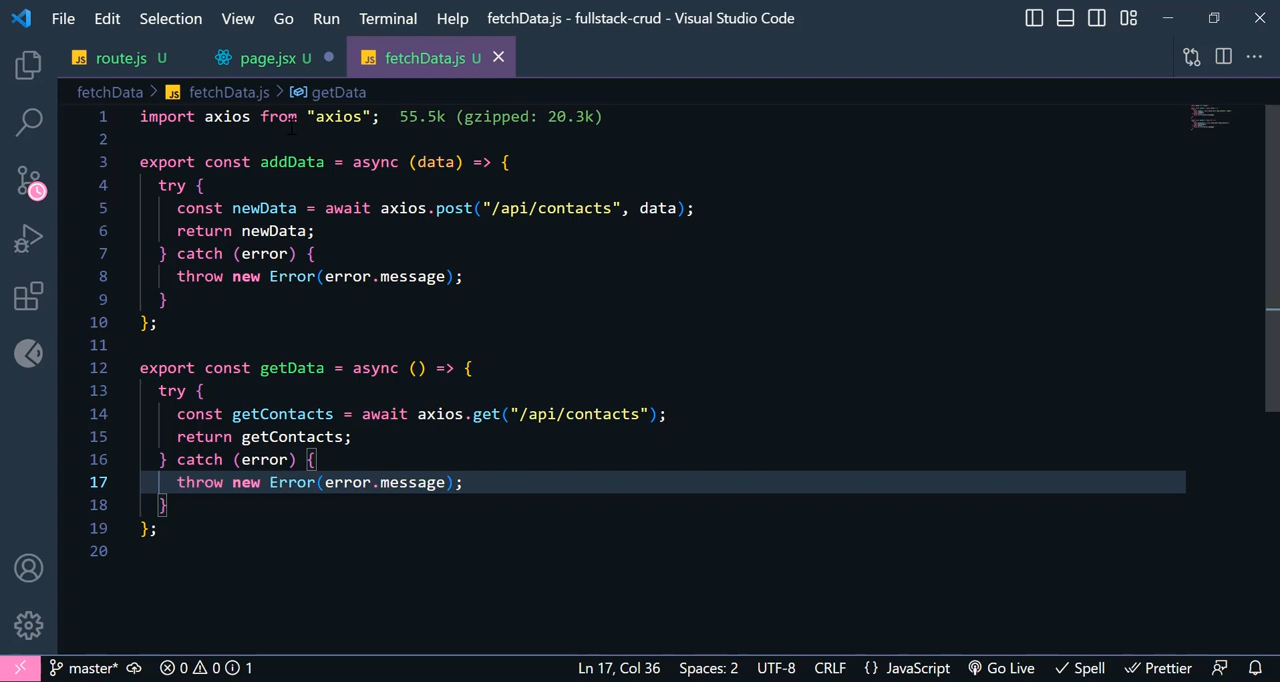 File Edit Selection View Go Run Terminal Help fetchData.js - fullstack-crud - Visual Studio Code
JS route.js U page.jsx U JS fetchData.js U
fetchData > JS fetchData.js > getData
1 import axios from "axios"; 55.5k (gzipped: 20.3k)
2
3 export const addData = async (data) => {
4 try {
5 const newData = await axios.post("/api/contacts", data);
6 return newData;
7 } catch (error) {
8 throw new Error(error.message);
9 }
10 };
11
12 export const getData = async () => {
13 try {
14 const getContacts = await axios.get("/api/contacts");
15 return getContacts;
16 } catch (error) {
17 throw new Error(error.message);
18 }
19 };
20
master* 0 0 1 Ln 17, Col 36 Spaces: 2 UTF-8 CRLF {} JavaScript Go Live Spell Prettier